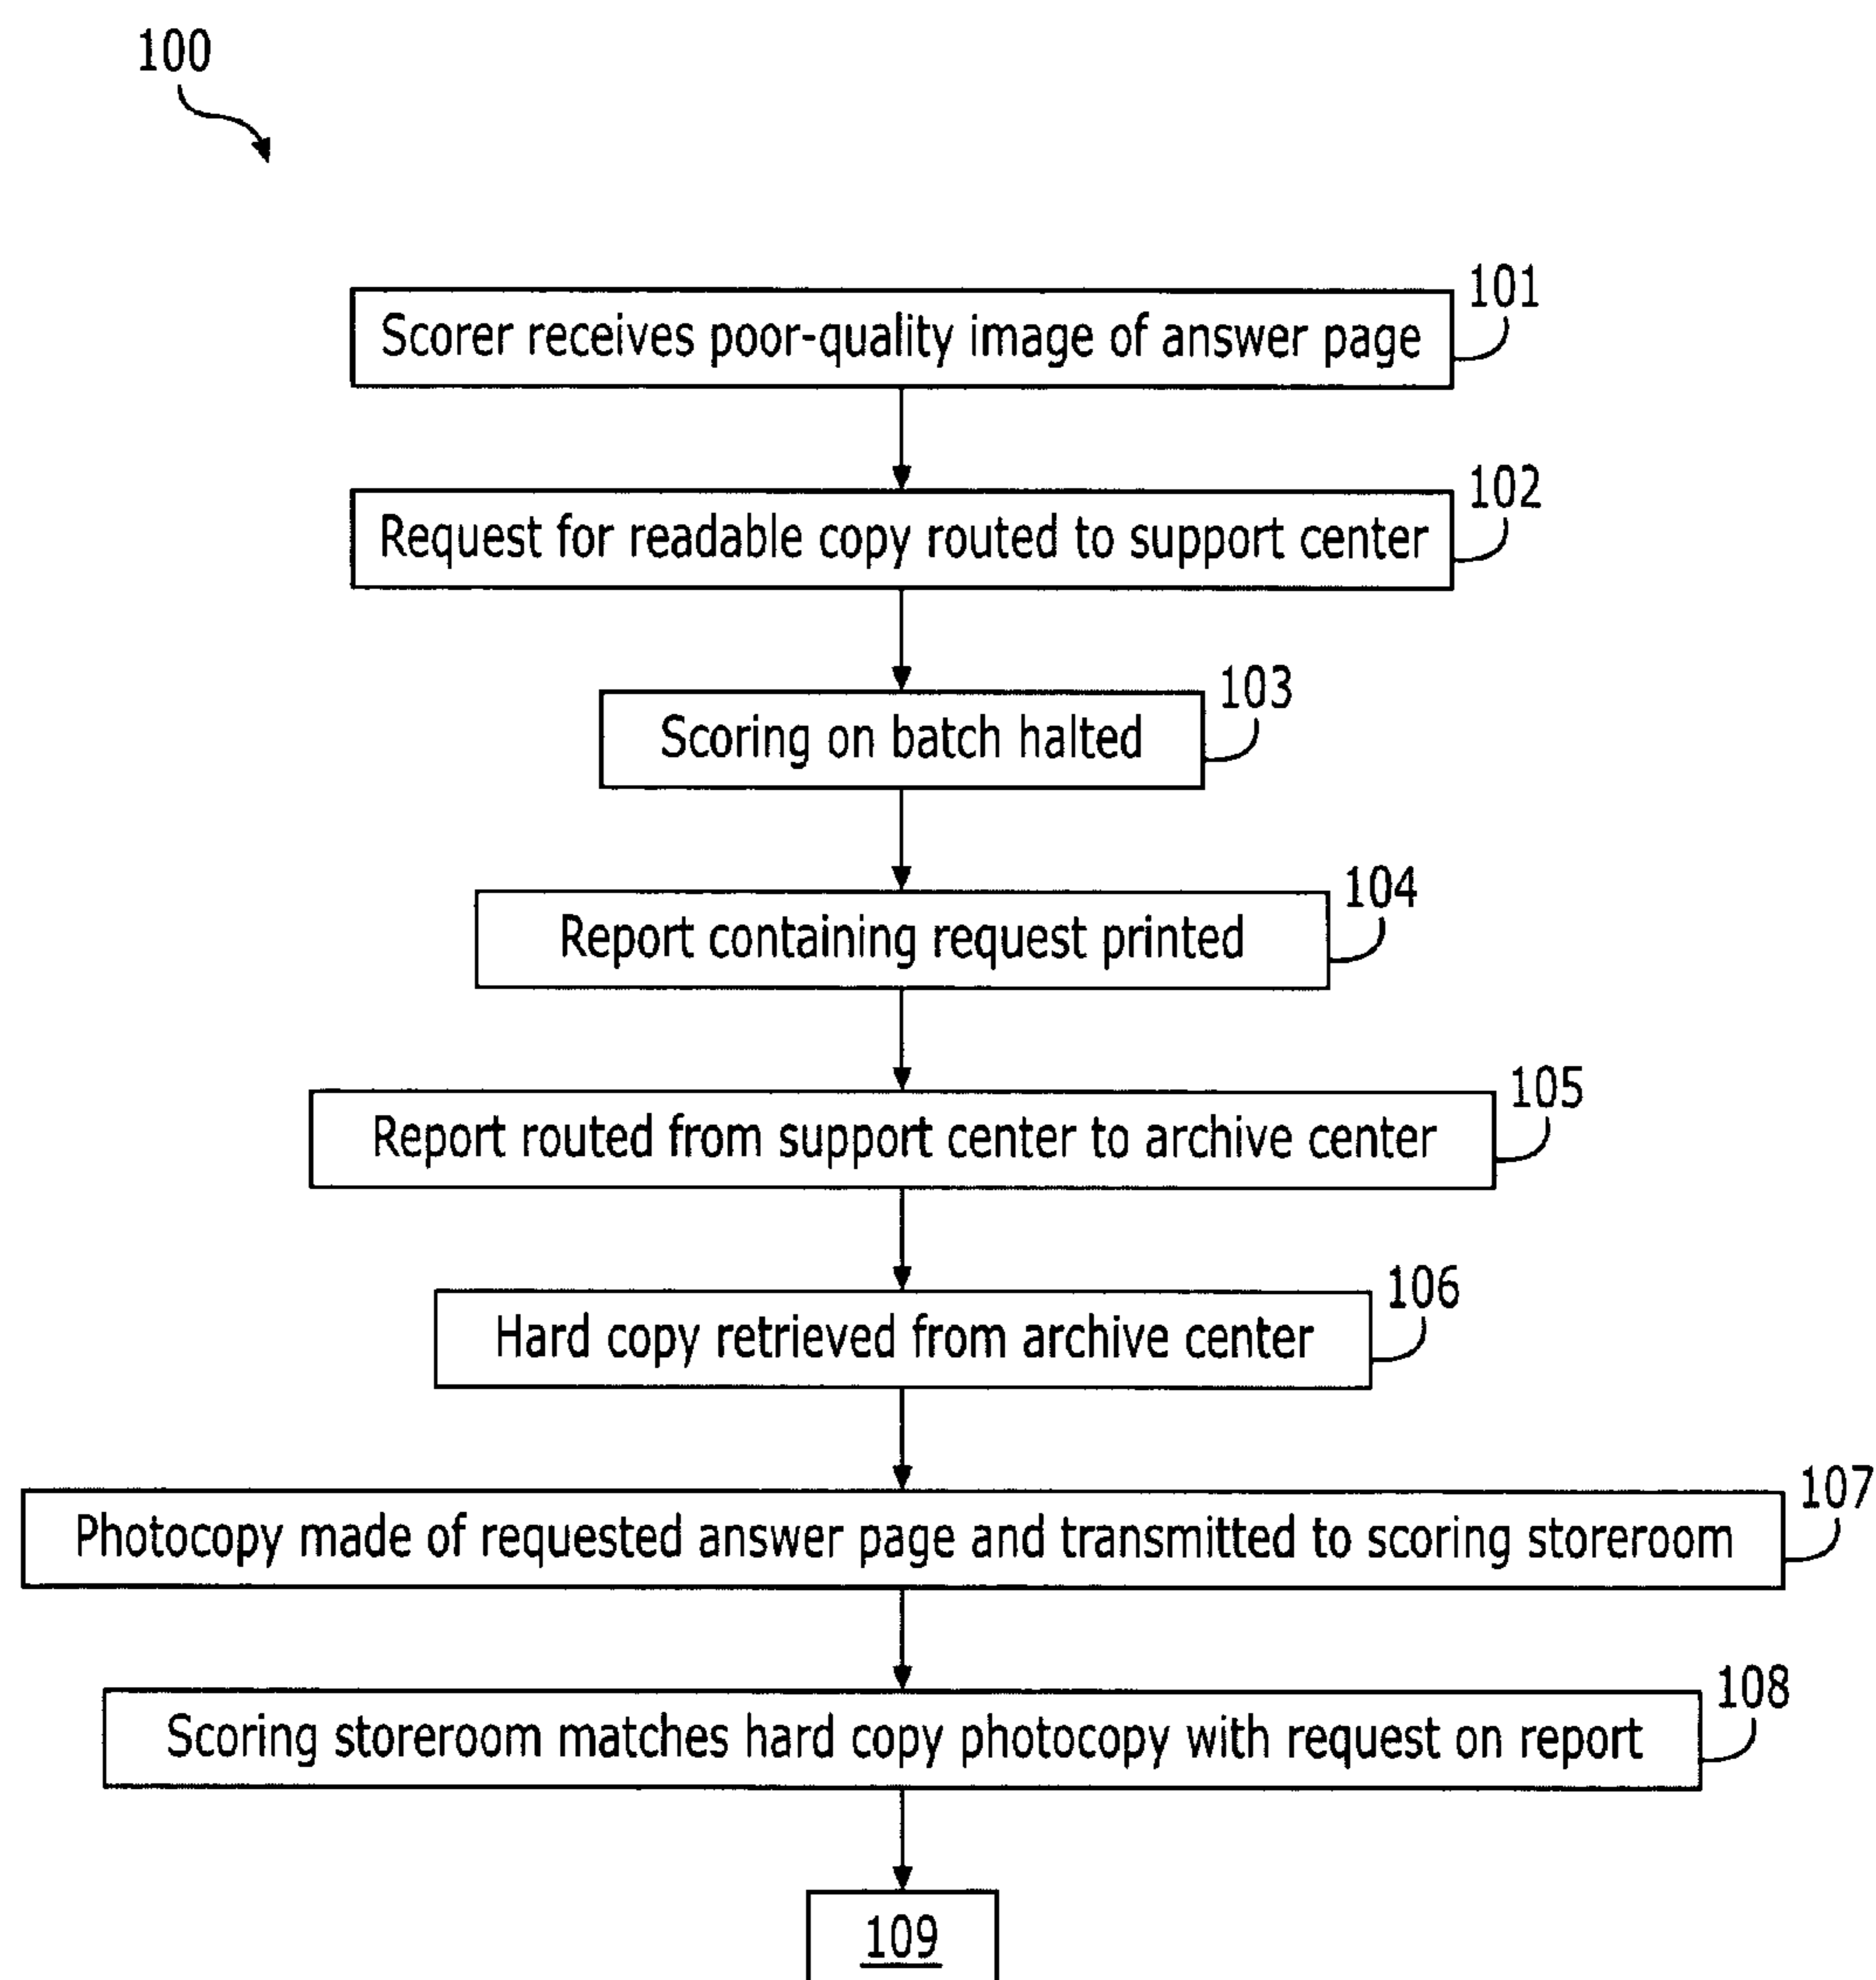 100
101
Scorer receives poor-quality image of answer page
102
Request for readable copy routed to support center
103
Scoring on batch halted
104
Report containing request printed
105
Report routed from support center to archive center
106
Hard copy retrieved from archive center
107
Photocopy made of requested answer page and transmitted to scoring storeroom
108
Scoring storeroom matches hard copy photocopy with request on report
109